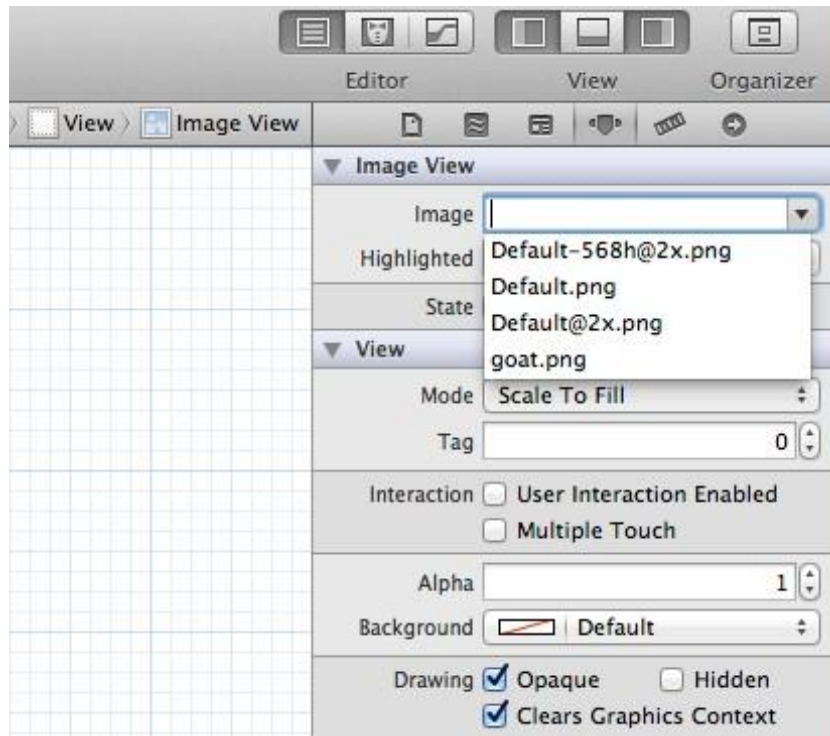 Editor View Organizer
View Image View
Image View
Image
Highlighted
Default-568h@2x.png
Default.png
State
Default@2x.png
View
goat.png
Mode Scale To Fill
Tag 0
Interaction User Interaction Enabled
Multiple Touch
Alpha 1
Background Default
Drawing Opaque Hidden
Clears Graphics Context